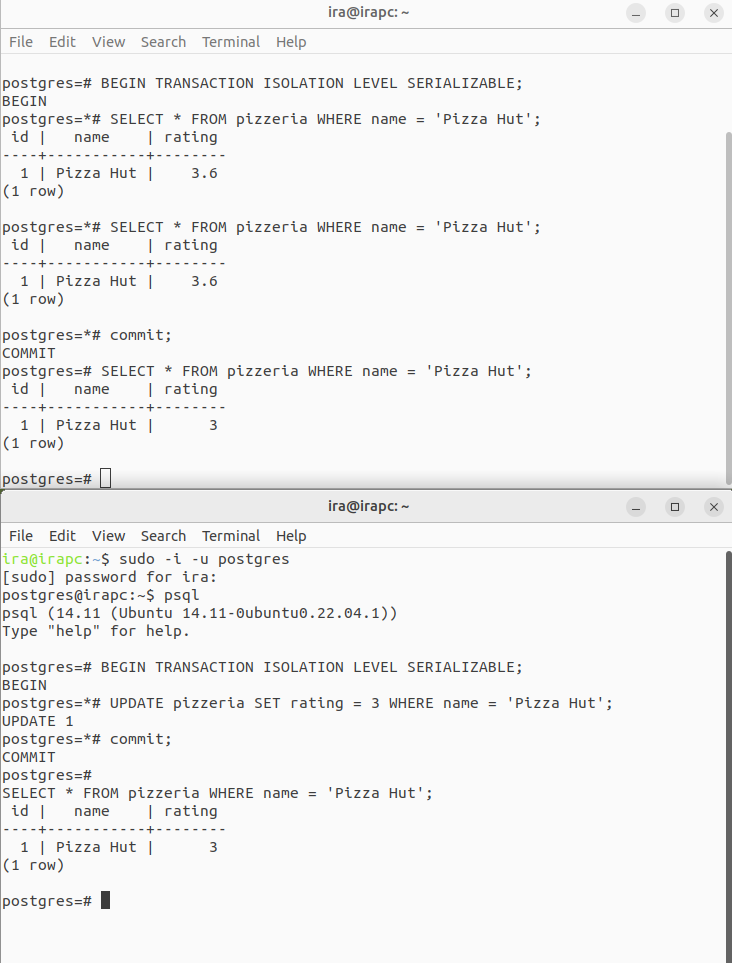 ira@irapc: ~
File Edit View Search Terminal Help
postgres=# BEGIN TRANSACTION ISOLATION LEVEL SERIALIZABLE;
BEGIN
postgres=*# SELECT * FROM pizzeria WHERE name = 'Pizza Hut';
 id |   name    | rating
----+-----------+--------
  1 | Pizza Hut |    3.6
(1 row)
postgres=*# SELECT * FROM pizzeria WHERE name = 'Pizza Hut';
 id |   name    | rating
----+-----------+--------
  1 | Pizza Hut |    3.6
(1 row)
postgres=*# commit;
COMMIT
postgres=# SELECT * FROM pizzeria WHERE name = 'Pizza Hut';
 id |   name    | rating
----+-----------+--------
  1 | Pizza Hut |      3
(1 row)
postgres=#
ira@irapc: ~
File Edit View Search Terminal Help
ira@irapc:~$ sudo -i -u postgres
[sudo] password for ira:
postgres@irapc:~$ psql
psql (14.11 (Ubuntu 14.11-0ubuntu0.22.04.1))
Type "help" for help.
postgres=# BEGIN TRANSACTION ISOLATION LEVEL SERIALIZABLE;
BEGIN
postgres=*# UPDATE pizzeria SET rating = 3 WHERE name = 'Pizza Hut';
UPDATE 1
postgres=*# commit;
COMMIT
postgres=#
SELECT * FROM pizzeria WHERE name = 'Pizza Hut';
 id |   name    | rating
----+-----------+--------
  1 | Pizza Hut |      3
(1 row)
postgres=#